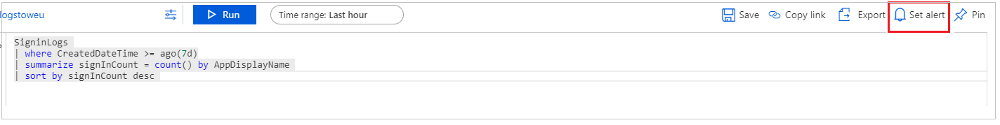 logstoweu Run Time range: Last hour Save Copy link Export Set alert Pin
SigninLogs
| where CreatedDateTime >= ago(7d)
| summarize signInCount = count() by AppDisplayName
| sort by signInCount desc